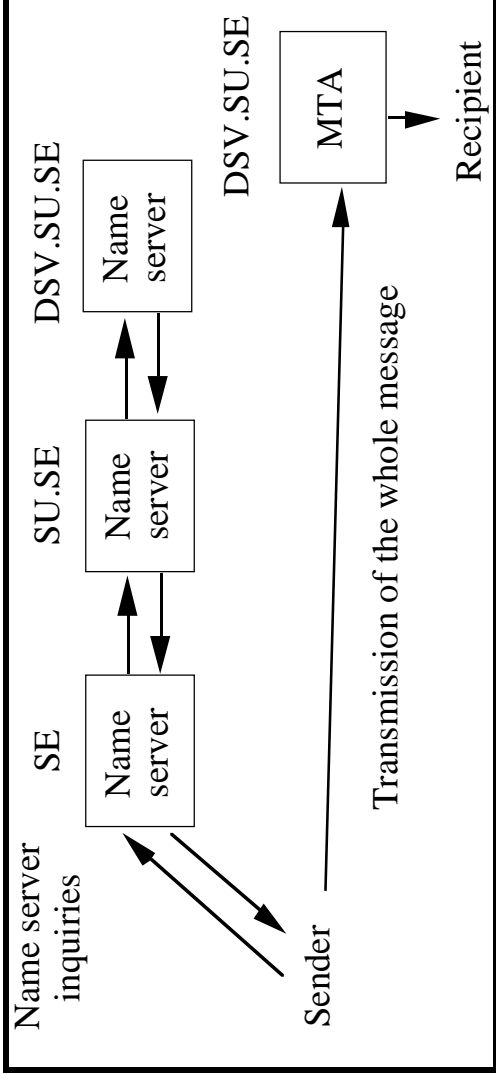 Name server
inquiries
SE
SU.SE
DSV.SU.SE
Name
server
Name
server
Name
server
Sender
Transmission of the whole message
DSV.SU.SE
MTA
Recipient